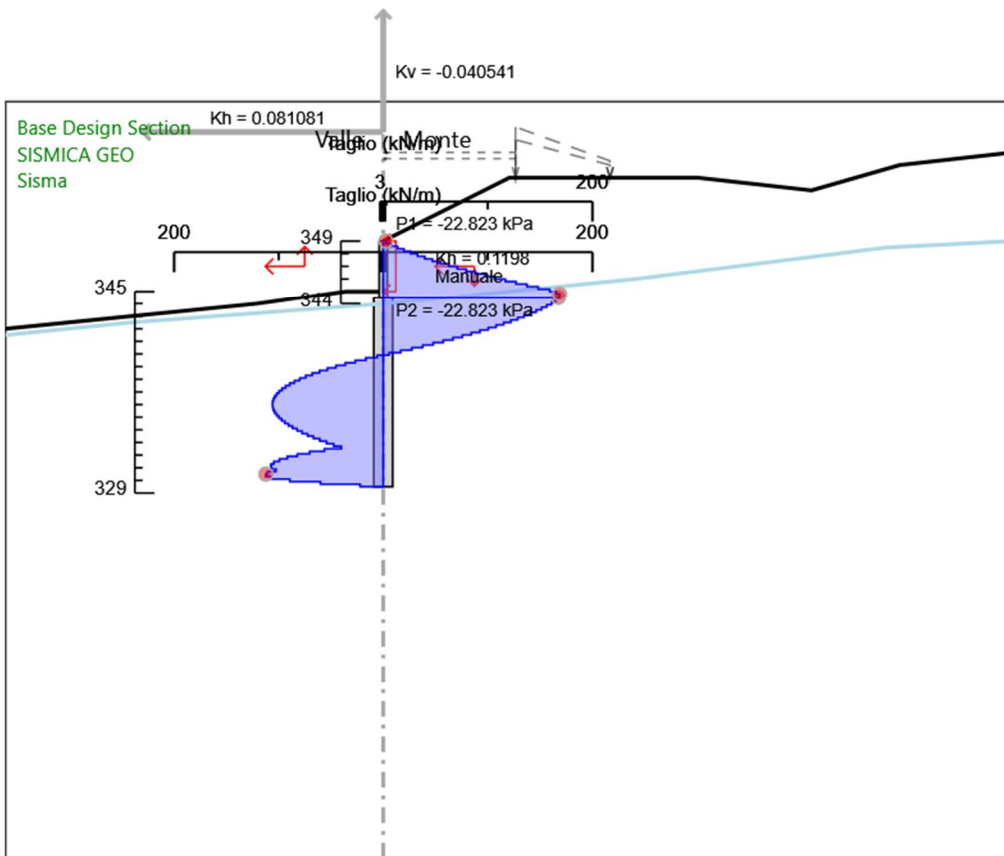 Kv = -0.040541
Kh = 0.081081
Base Design Section
SISMICA GEO
Sisma
Valle Monte
Taglio (kN/m)
3
200
Taglio (kN/m)
P1 = -22.823 kPa
200
349
200
Kh = 0.1198
Manuale
345
344
P2 = -22.823 kPa
329